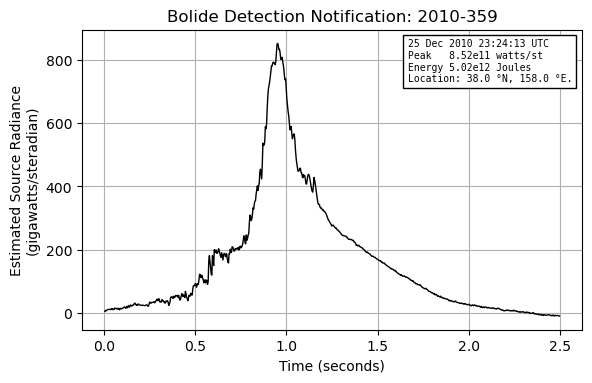 Bolide Detection Notification: 2010-359
25 Dec 2010 23:24:13 UTC
Peak   8.52e11 watts/st
Energy 5.02e12 Joules
Location: 38.0 °N, 158.0 °E.
Estimated Source Radiance
(gigawatts/steradian)
800
600
400
200
0
0.0 0.5 1.0 1.5 2.0 2.5
Time (seconds)